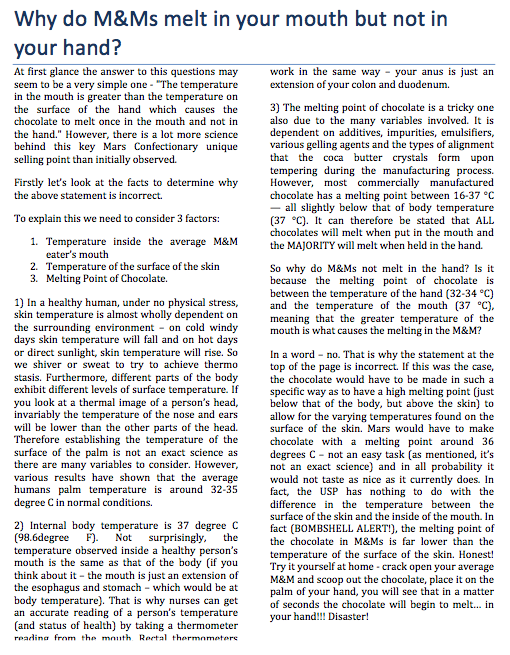 Why do M&Ms melt in your mouth but not in
your hand?
At first glance the answer to this questions may
seem to be a very simple one - "The temperature
in the mouth is greater than the temperature on
the surface of the hand which causes the
chocolate to melt once in the mouth and not in
the hand." However, there is a lot more science
behind this key Mars Confectionary unique
selling point than initially observed.
Firstly let's look at the facts to determine why
the above statement is incorrect.
To explain this we need to consider 3 factors:
1. Temperature inside the average M&M
eater's mouth
2. Temperature of the surface of the skin
3. Melting Point of Chocolate.
1) In a healthy human, under no physical stress,
skin temperature is almost wholly dependent on
the surrounding environment – on cold windy
days skin temperature will fall and on hot days
or direct sunlight, skin temperature will rise. So
we shiver or sweat to try to achieve thermo
stasis. Furthermore, different parts of the body
exhibit different levels of surface temperature. If
you look at a thermal image of a person's head,
invariably the temperature of the nose and ears
will be lower than the other parts of the head.
Therefore establishing the temperature of the
surface of the palm is not an exact science as
there are many variables to consider. However,
various results have shown that the average
humans palm temperature is around 32-35
degree C in normal conditions.
2) Internal body temperature is 37 degree C
(98.6degree F). Not surprisingly, the
temperature observed inside a healthy person's
mouth is the same as that of the body (if you
think about it – the mouth is just an extension of
the esophagus and stomach – which would be at
body temperature). That is why nurses can get
an accurate reading of a person's temperature
(and status of health) by taking a thermometer
reading from the mouth. Rectal thermometers
work in the same way – your anus is just an
extension of your colon and duodenum.
3) The melting point of chocolate is a tricky one
also due to the many variables involved. It is
dependent on additives, impurities, emulsifiers,
various gelling agents and the types of alignment
that the coca butter crystals form upon
tempering during the manufacturing process.
However, most commercially manufactured
chocolate has a melting point between 16-37 °C
— all slightly below that of body temperature
(37 °C). It can therefore be stated that ALL
chocolates will melt when put in the mouth and
the MAJORITY will melt when held in the hand.
So why do M&Ms not melt in the hand? Is it
because the melting point of chocolate is
between the temperature of the hand (32-34 °C)
and the temperature of the mouth (37 °C),
meaning that the greater temperature of the
mouth is what causes the melting in the M&M?
In a word – no. That is why the statement at the
top of the page is incorrect. If this was the case,
the chocolate would have to be made in such a
specific way as to have a high melting point (just
below that of the body, but above the skin) to
allow for the varying temperatures found on the
surface of the skin. Mars would have to make
chocolate with a melting point around 36
degrees C – not an easy task (as mentioned, it's
not an exact science) and in all probability it
would not taste as nice as it currently does. In
fact, the USP has nothing to do with the
difference in the temperature between the
surface of the skin and the inside of the mouth. In
fact (BOMBSHELL ALERT!), the melting point of
the chocolate in M&Ms is far lower than the
temperature of the surface of the skin. Honest!
Try it yourself at home - crack open your average
M&M and scoop out the chocolate, place it on the
palm of your hand, you will see that in a matter
of seconds the chocolate will begin to melt... in
your hand!!! Disaster!